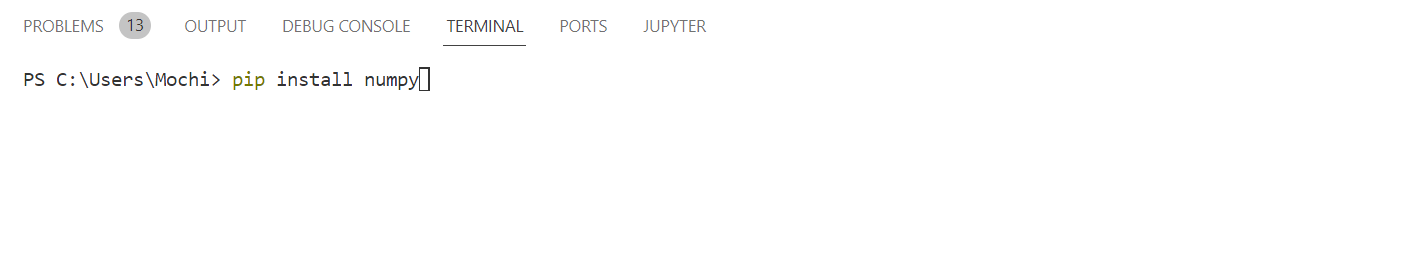 PROBLEMS 13 OUTPUT DEBUG CONSOLE TERMINAL PORTS JUPYTER
PS C:\Users\Mochi> pip install numpy